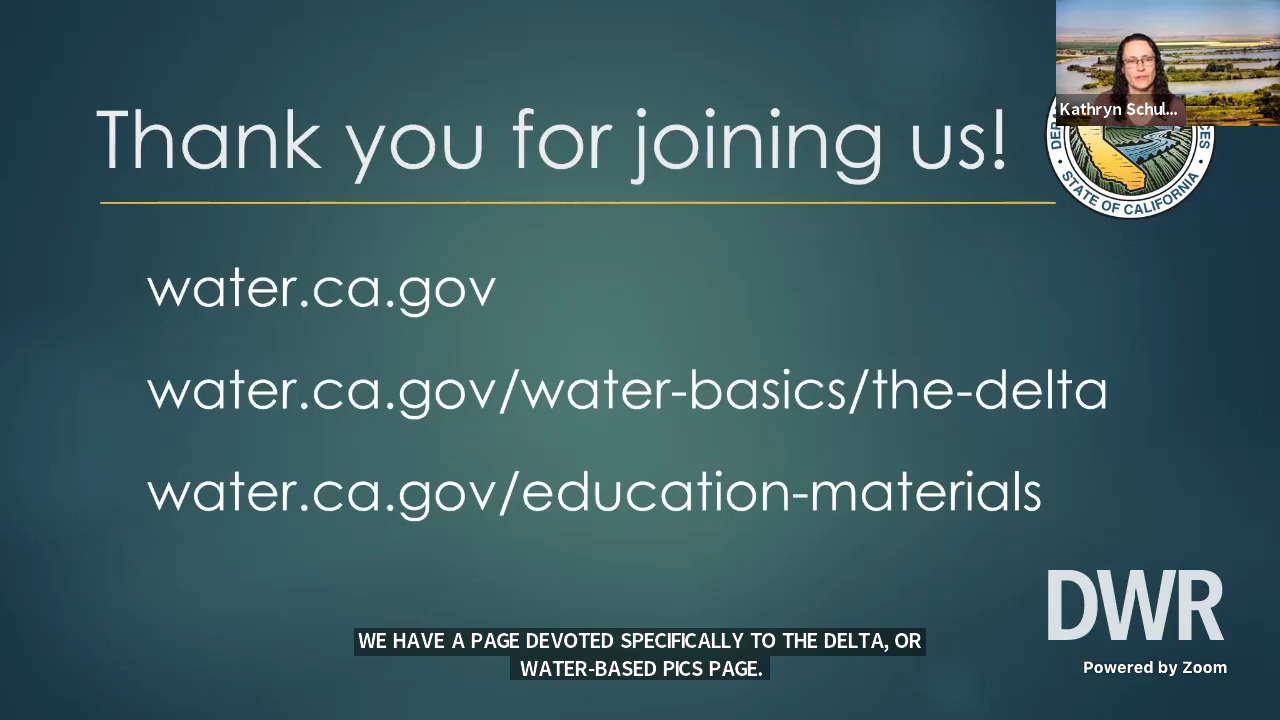 Thank you for joining us!
Kathryn Schul...
STATE OF CALIFORNIA
water.ca.gov
water.ca.gov/water-basics/the-delta
water.ca.gov/education-materials
DWR
WE HAVE A PAGE DEVOTED SPECIFICALLY TO THE DELTA, OR
WATER-BASED PICS PAGE.
Powered by Zoom